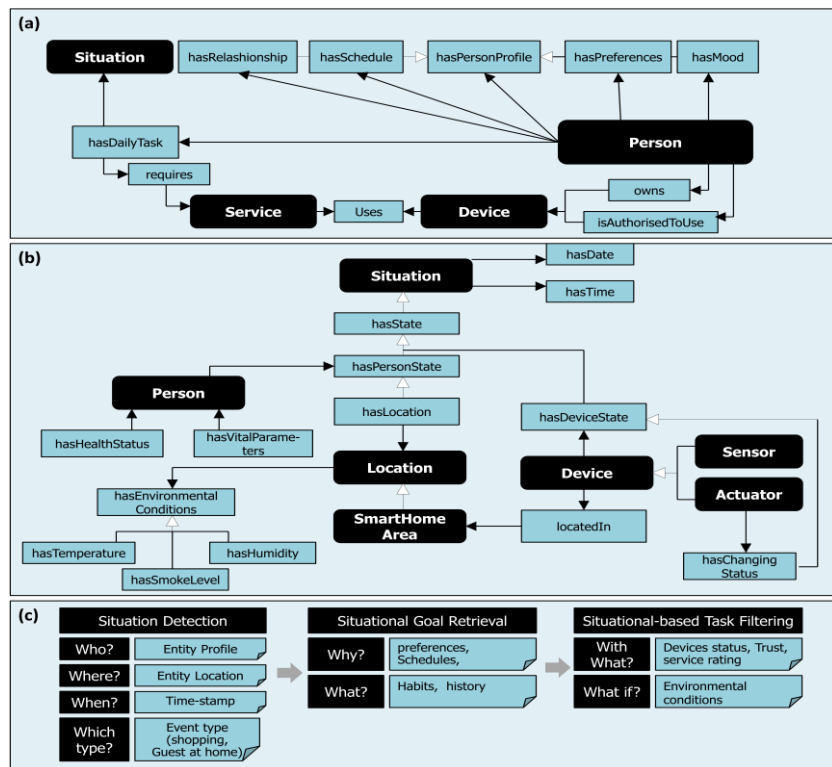 (a)
Situation
hasRelashionship
hasSchedule
hasPersonProfile
hasPreferences
hasMood
hasDailyTask
Person
requires
owns
Service
Uses
Device
isAuthorisedToUse
(b)
hasDate
Situation
hasTime
hasState
hasPersonState
Person
hasLocation
hasDeviceState
hasHealthStatus
hasVitalParame-
ters
Sensor
Location
Device
Actuator
hasEnvironmental
Conditions
SmartHome
Area
locatedIn
hasTemperature
hasHumidity
hasSmokeLevel
hasChanging
Status
(c)
Situation Detection
Who?
Entity Profile
Where?
Entity Location
When?
Time-stamp
Which
type?
Event type
(shopping,
Guest at home)
Situational Goal Retrieval
Why?
preferences,
Schedules,
What?
Habits, history
Situational-based Task Filtering
With
What?
Devices status, Trust,
service rating
What if?
Environmental
conditions